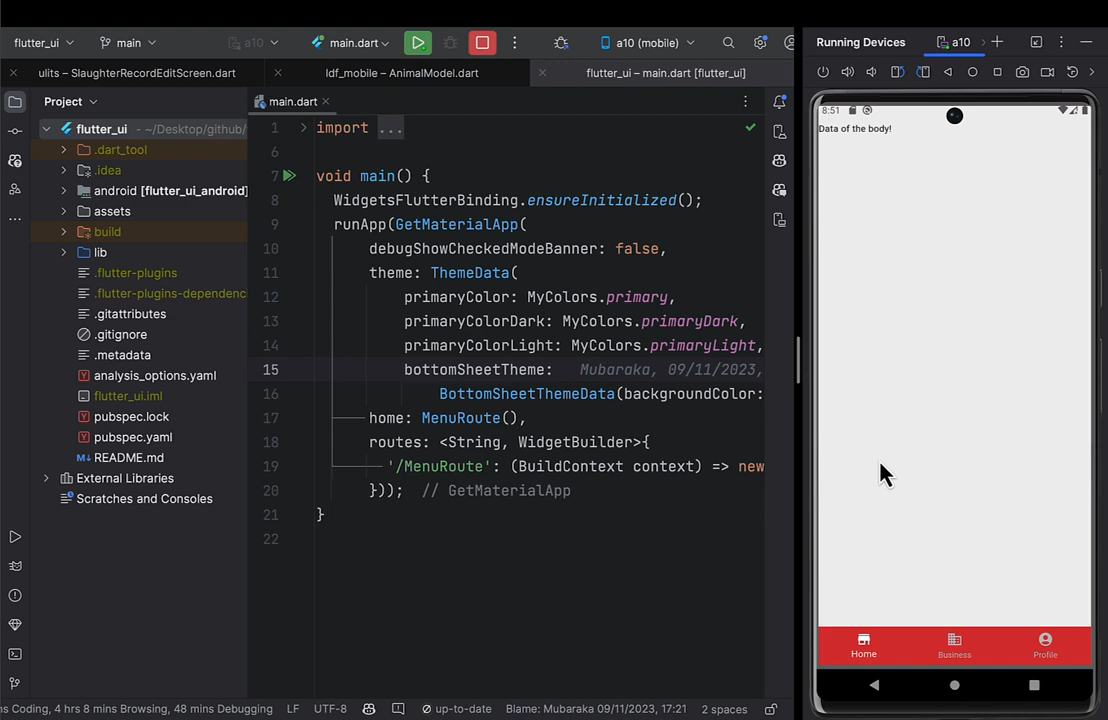 flutter_ui
main
a10
main.dart
a10 (mobile)
Running Devices
a10
ulits – SlaughterRecordEditScreen.dart
ldf_mobile – AnimalModel.dart
flutter_ui – main.dart [flutter_ui]
Project
main.dart
flutter_ui ~/Desktop/github/
.dart_tool
.idea
android [flutter_ui_android]
assets
build
lib
.flutter-plugins
.flutter-plugins-dependenci
.gitattributes
.gitignore
.metadata
analysis_options.yaml
flutter_ui.iml
pubspec.lock
pubspec.yaml
README.md
External Libraries
Scratches and Consoles
1 import ...
6
7 void main() {
8 WidgetsFlutterBinding.ensureInitialized();
9 runApp(GetMaterialApp(
10 debugShowCheckedModeBanner: false,
11 theme: ThemeData(
12 primaryColor: MyColors.primary,
13 primaryColorDark: MyColors.primaryDark,
14 primaryColorLight: MyColors.primaryLight,
15 bottomSheetTheme: Mubaraka, 09/11/2023,
16 BottomSheetThemeData(backgroundColor:
17 home: MenuRoute(),
18 routes: <String, WidgetBuilder>{
19 '/MenuRoute': (BuildContext context) => new
20 })); // GetMaterialApp
21 }
22
8:51
Data of the body!
Home
Business
Profile
ns Coding, 4 hrs 8 mins Browsing, 48 mins Debugging
LF
UTF-8
up-to-date
Blame: Mubaraka 09/11/2023, 17:21
2 spaces